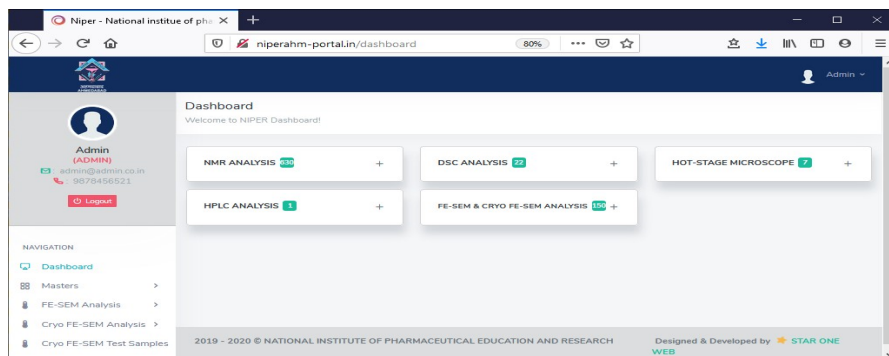 Niper - National institue of pha
niperahm-portal.in/dashboard
80%
Admin
Dashboard
Welcome to NIPER Dashboard!
Admin
(ADMIN)
admin@admin.co.in
9878456521
Logout
NMR ANALYSIS 630 +
DSC ANALYSIS 22 +
HOT-STAGE MICROSCOPE 7 +
HPLC ANALYSIS 1 +
FE-SEM & CRYO FE-SEM ANALYSIS 150 +
NAVIGATION
Dashboard
Masters
FE-SEM Analysis
Cryo FE-SEM Analysis
Cryo FE-SEM Test Samples
2019 - 2020 © NATIONAL INSTITUTE OF PHARMACEUTICAL EDUCATION AND RESEARCH
Designed & Developed by STAR ONE
WEB